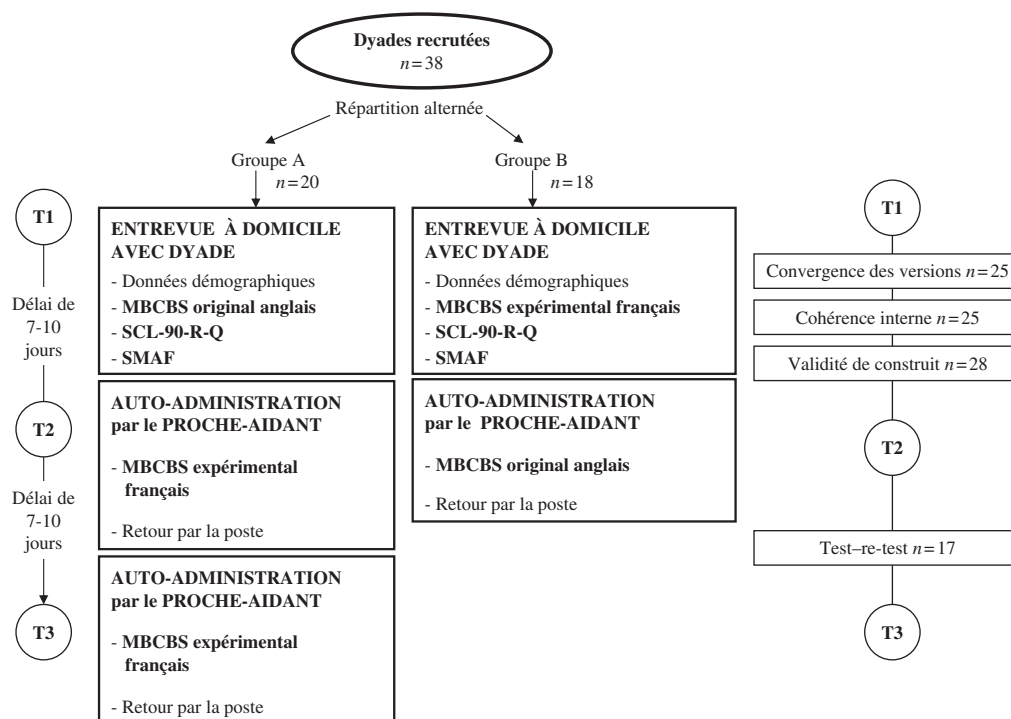 Dyades recrutées
n=38
Répartition alternée
Groupe A
n=20
Groupe B
n=18
T1
Délai de
7-10
jours
T2
Délai de
7-10
jours
T3
ENTREVUE À DOMICILE
AVEC DYADE
- Données démographiques
- MBCBS original anglais
- SCL-90-R-Q
- SMAF
AUTO-ADMINISTRATION
par le PROCHE-AIDANT
- MBCBS expérimental
français
- Retour par la poste
AUTO-ADMINISTRATION
par le PROCHE-AIDANT
- MBCBS expérimental
français
- Retour par la poste
ENTREVUE À DOMICILE
AVEC DYADE
- Données démographiques
- MBCBS expérimental français
- SCL-90-R-Q
- SMAF
AUTO-ADMINISTRATION
par le PROCHE-AIDANT
- MBCBS original anglais
- Retour par la poste
T1
Convergence des versions n=25
Cohérence interne n=25
Validité de construit n=28
T2
Test–re-test n=17
T3